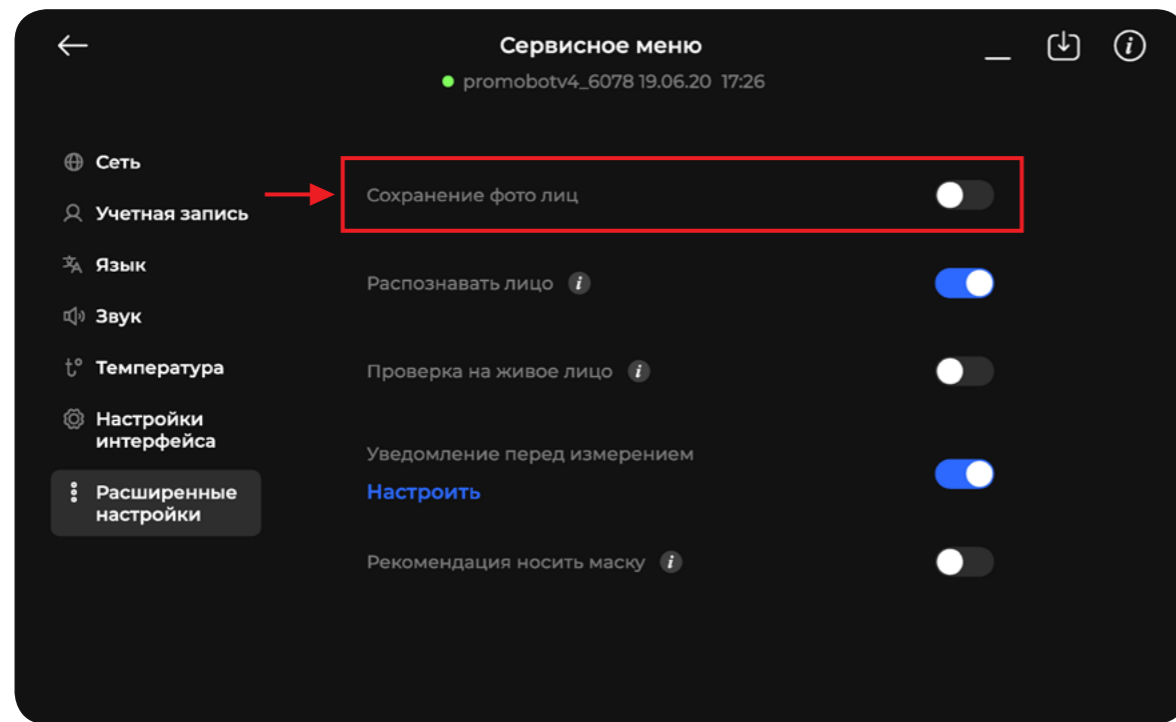 Сервисное меню
promobotv4_6078 19.06.20 17:26
Сеть
Учетная запись
Язык
Звук
t° Температура
Настройки
интерфейса
Расширенные
настройки
Сохранение фото лиц
Распознавать лицо i
Проверка на живое лицо i
Уведомление перед измерением
Настроить
Рекомендация носить маску i